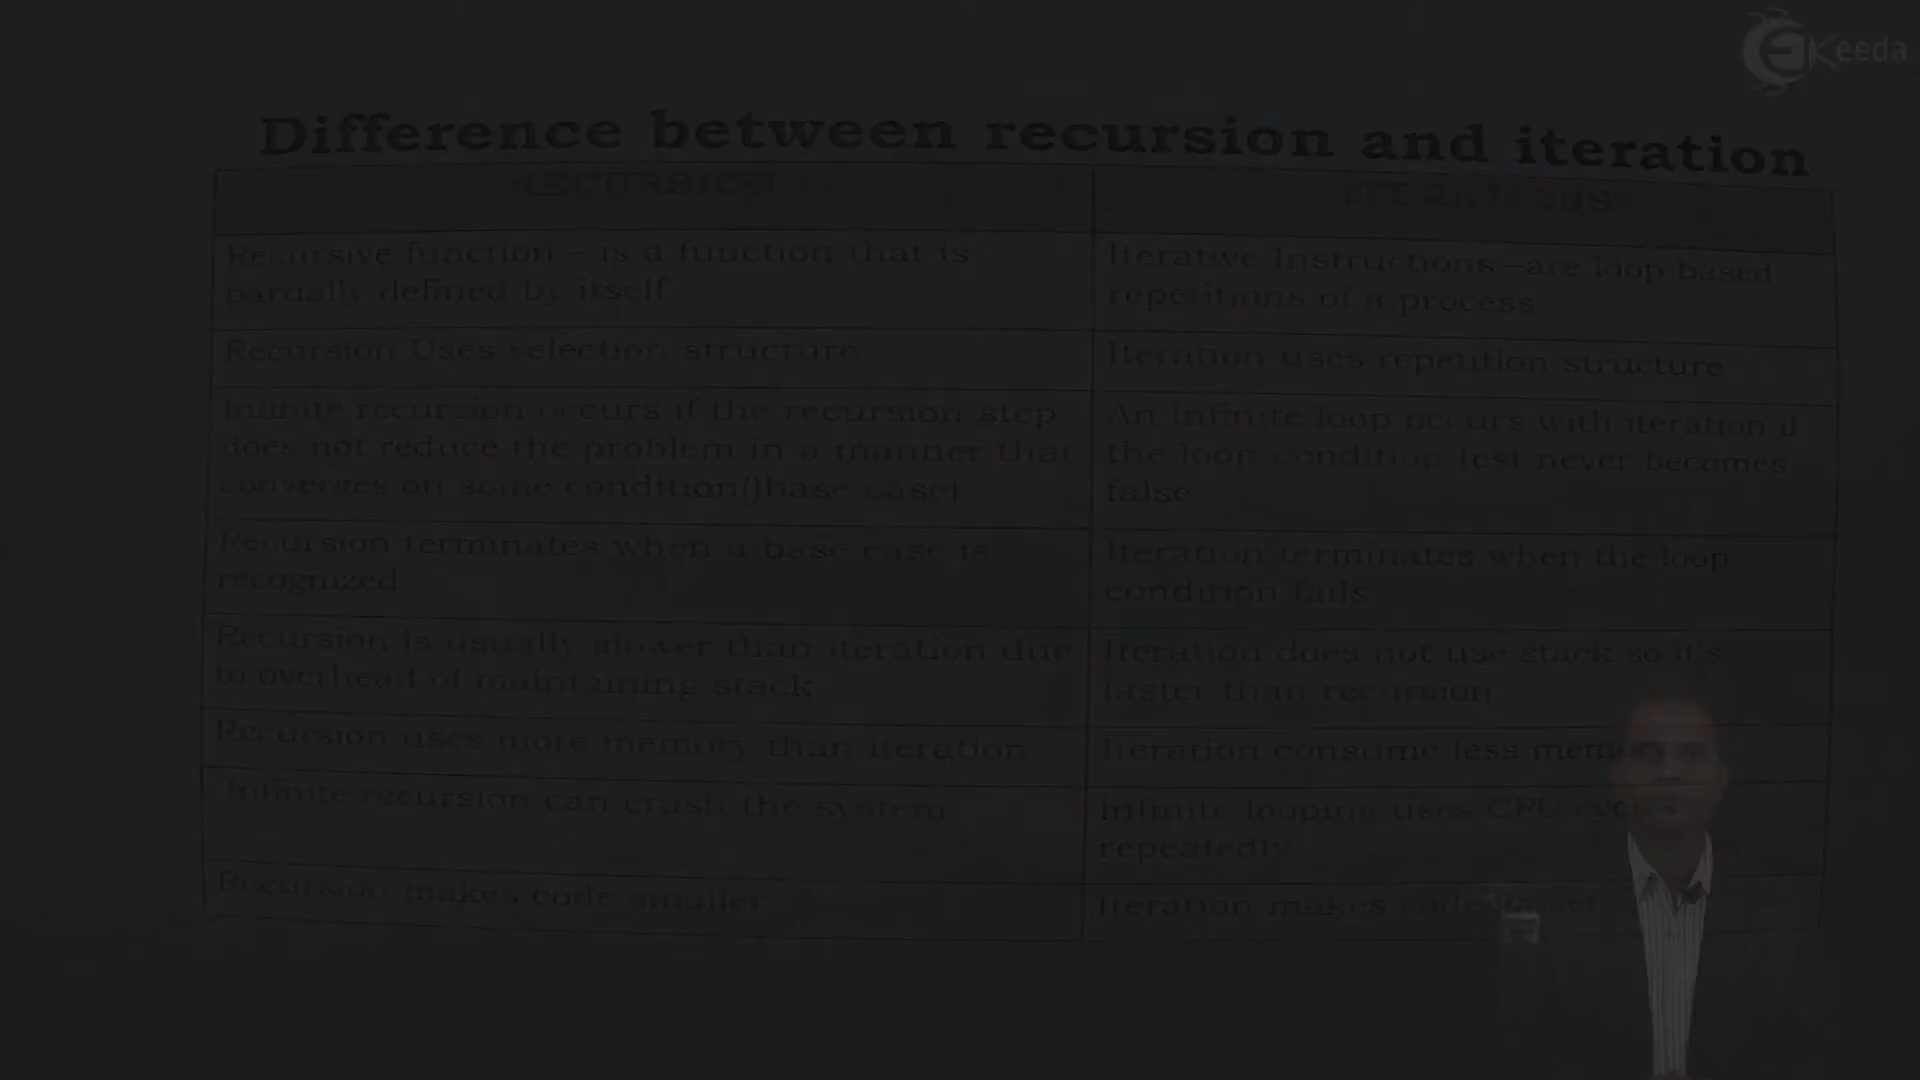 Keeda
Difference between recursion and iteration
RECURSION
ITERATIONS
Recursive function – is a function that is
partially defined by itself
Iterative Instructions –are loop based
repetitions of a process
Recursion Uses selection structure
Iteration uses repetition structure
Infinite recursion occurs if the recursion step
does not reduce the problem in a manner that
converges on some condition()base case)
An infinite loop occurs with iteration if
the loop condition test never becomes
false
Recursion terminates when a base case is
recognized
Iteration terminates when the loop
condition fails
Recursion is usually slower than iteration due
to overhead of maintaining stack
Iteration does not use stack so it's
faster than recursion
Recursion uses more memory than iteration
Iteration consume less
Infinite recursion can crash the system
infinite looping uses CPU cycles
repeatedly
Recursion makes code smaller
Iteration makes code